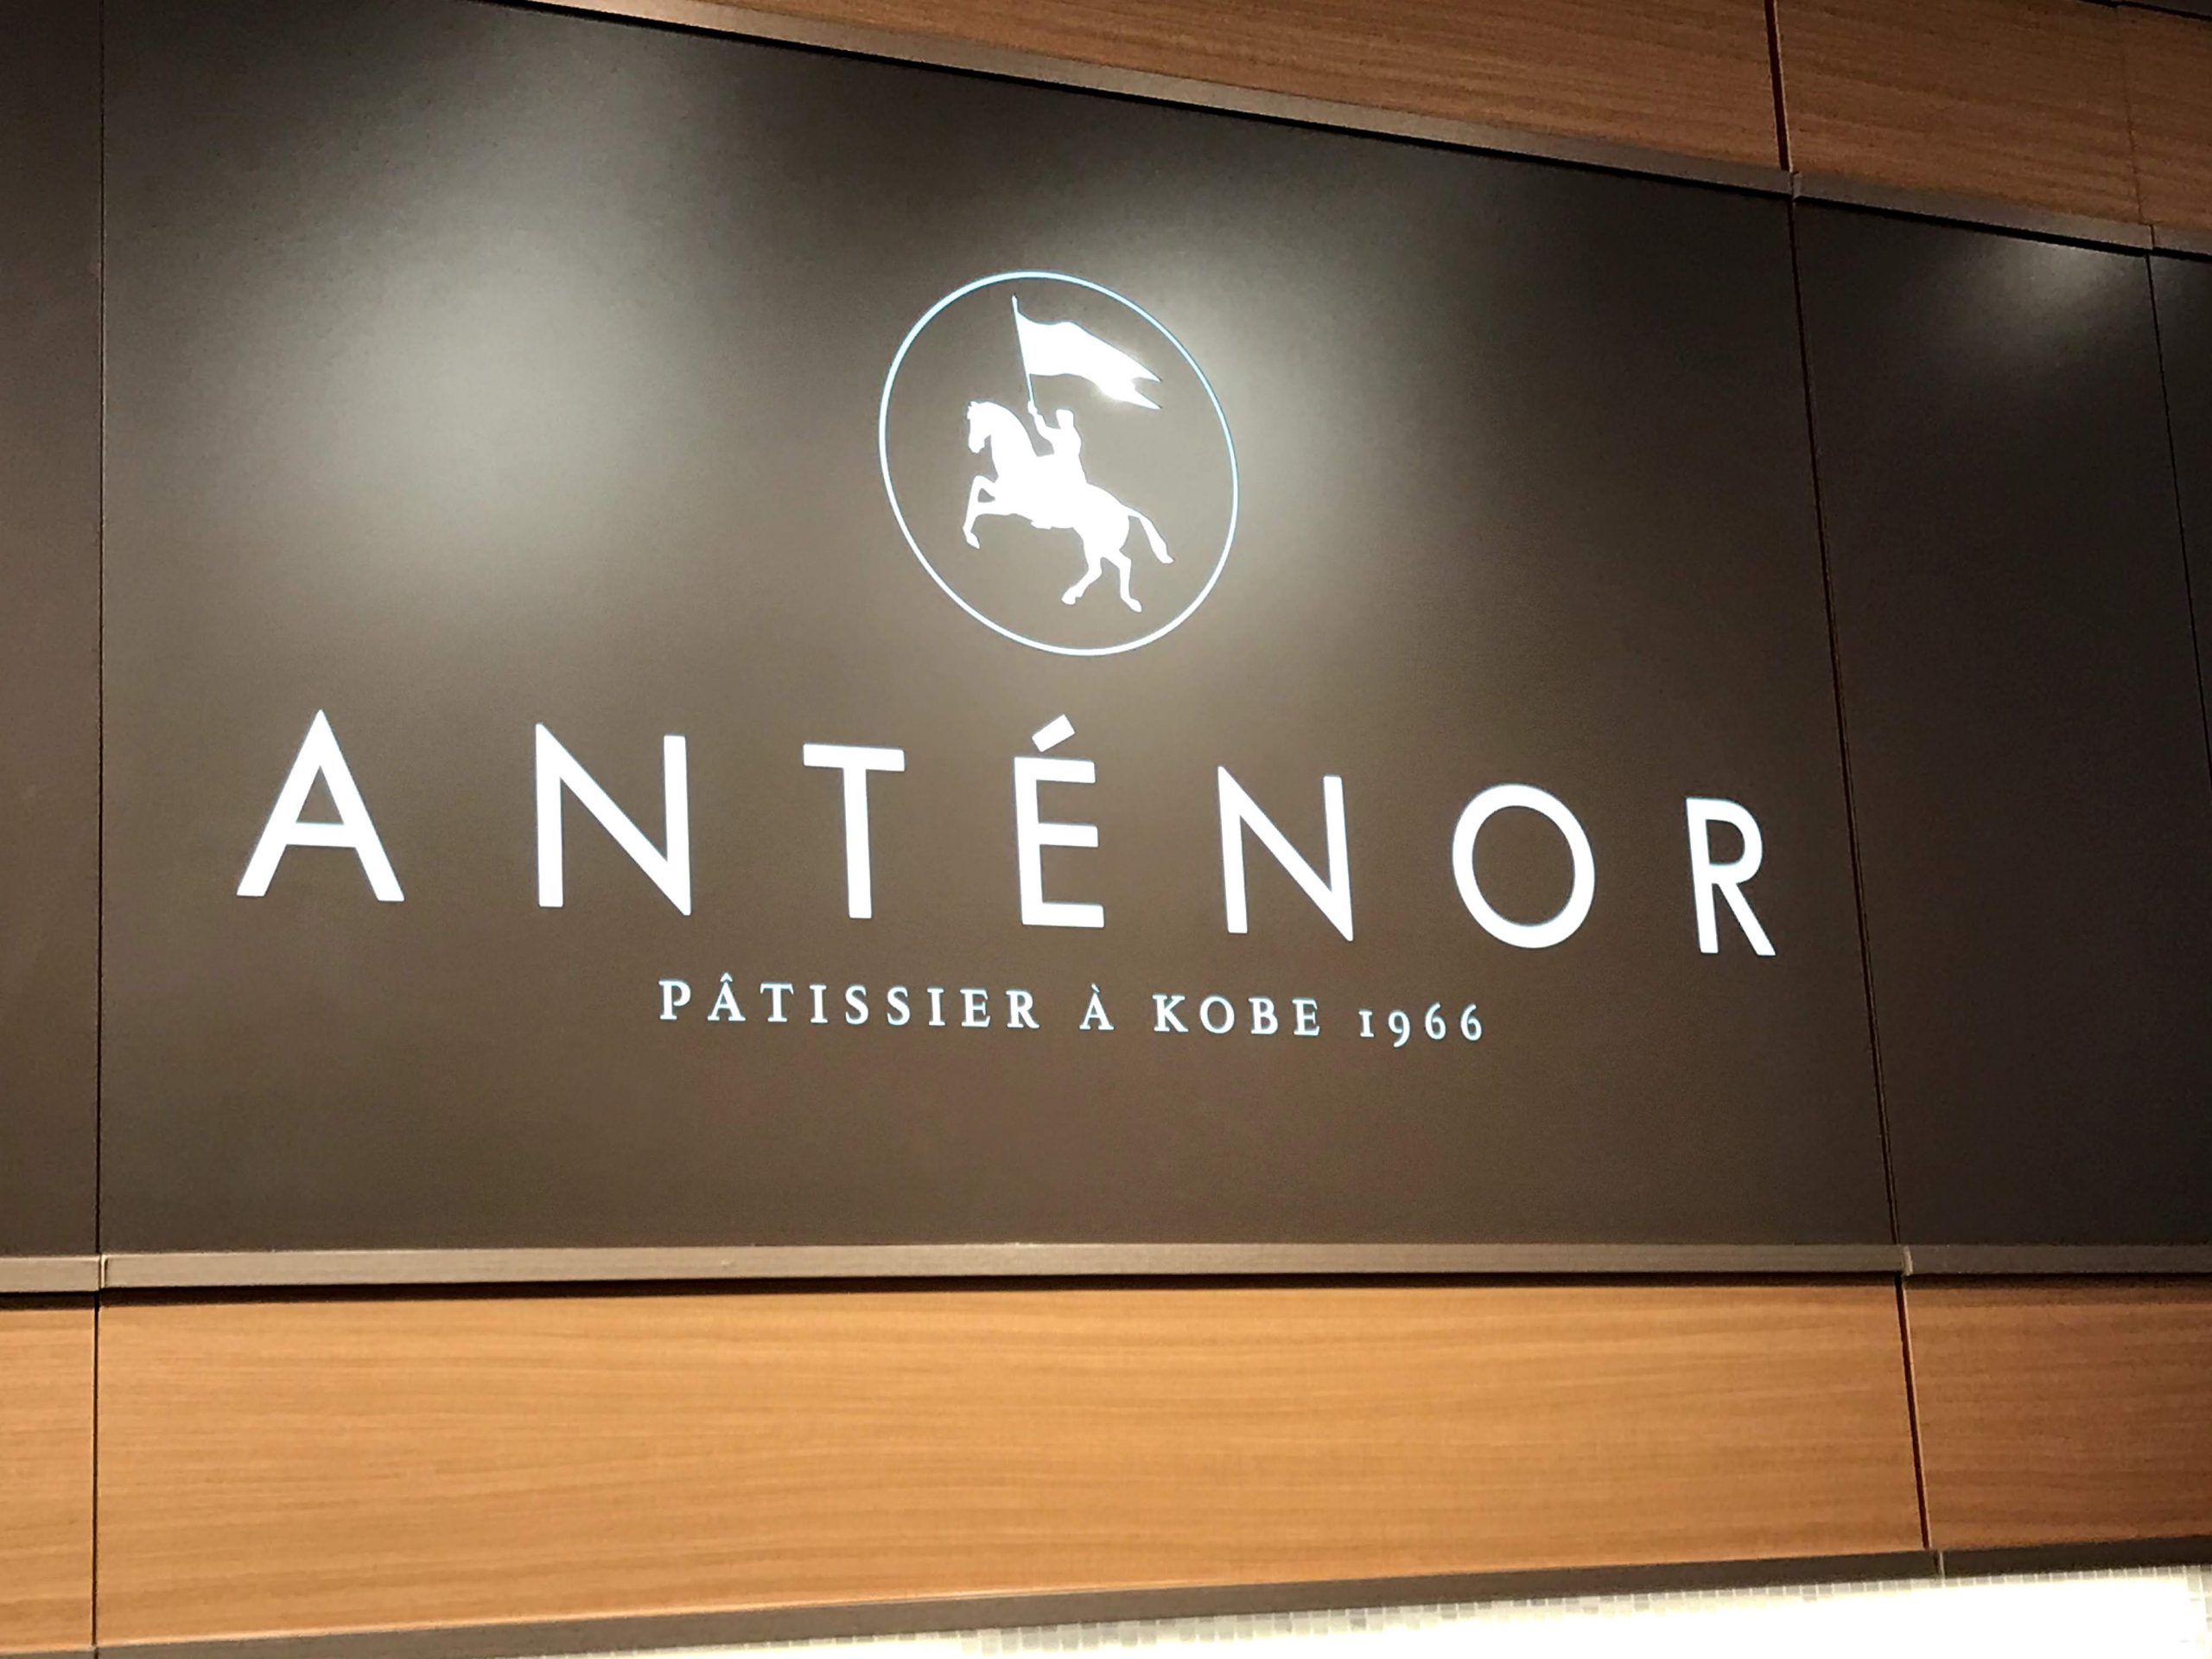 ANTÉNOR
PÂTISSIER À KOBE 1966